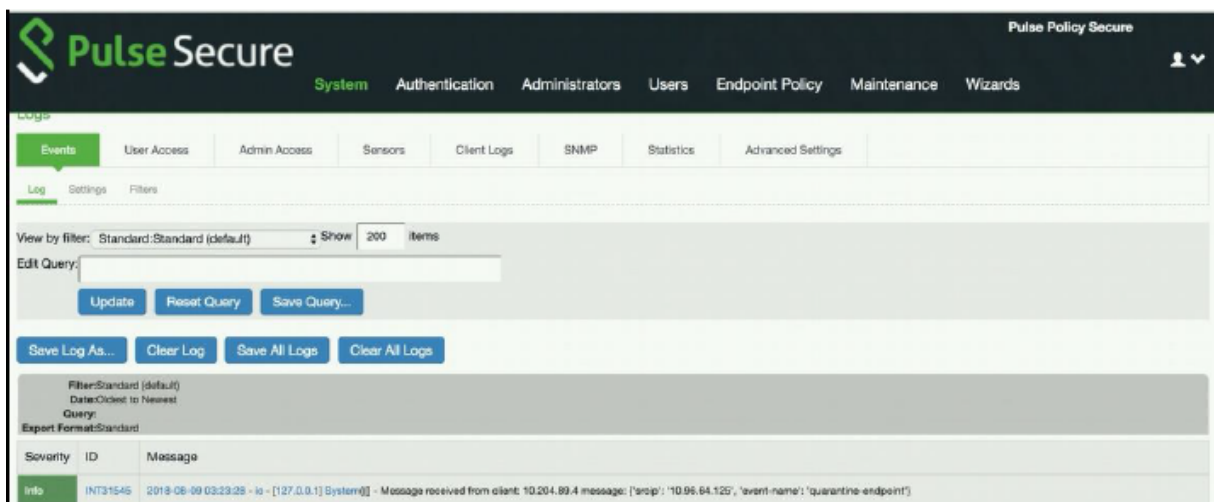 Pulse Policy Secure
Pulse Secure
System Authentication Administrators Users Endpoint Policy Maintenance Wizards
Logs
Events User Access Admin Access Sensors Client Logs SNMP Statistics Advanced Settings
Log Settings Filters
View by filter: Standard:Standard (default) Show 200 items
Edit Query:
Update Reset Query Save Query...
Save Log As... Clear Log Save All Logs Clear All Logs
Filter:Standard (default)
Date:Oldest to Newest
Query:
Export Format:Standard
Severity ID Message
Info INT31545 2018-08-09 03:23:28 - ic - [127.0.0.1] System()[] - Message received from client: 10.204.89.4 message: {'srcip': '10.96.64.125', 'event-name': 'quarantine-endpoint'}